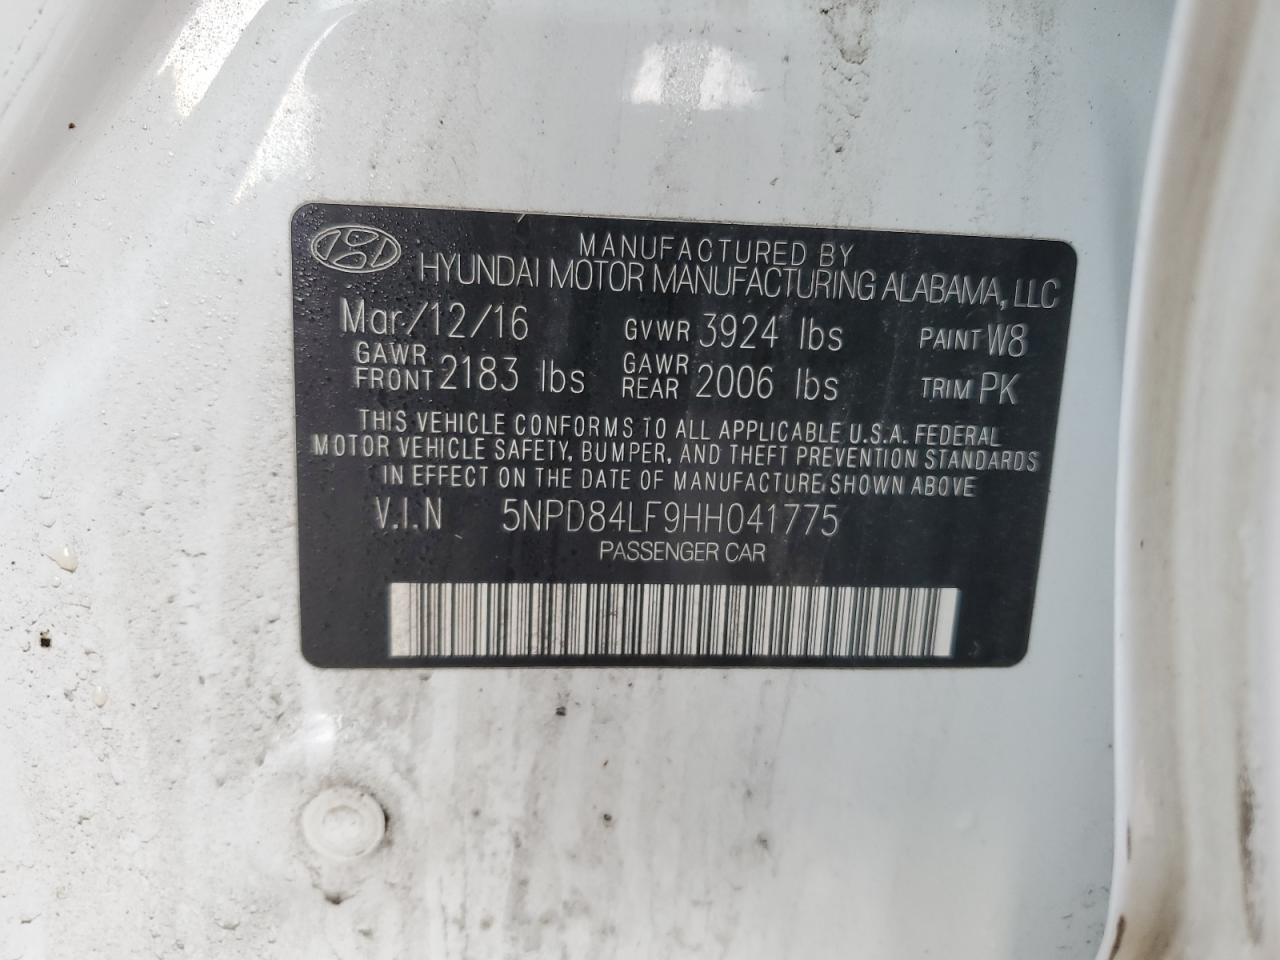 MANUFACTURED BY
HYUNDAI MOTOR MANUFACTURING ALABAMA, LLC
Mar/12/16 GVWR 3924 lbs PAINT W8
GAWR FRONT 2183 lbs GAWR REAR 2006 lbs TRIM PK
THIS VEHICLE CONFORMS TO ALL APPLICABLE U.S.A. FEDERAL
MOTOR VEHICLE SAFETY, BUMPER, AND THEFT PREVENTION STANDARDS
IN EFFECT ON THE DATE OF MANUFACTURE SHOWN ABOVE
V.I.N 5NPD84LF9HH041775
PASSENGER CAR